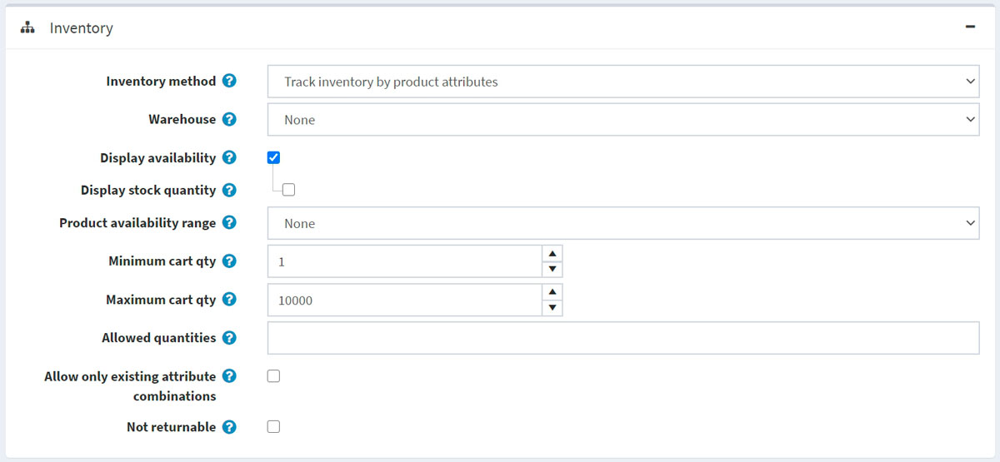 Inventory
Inventory method ? Track inventory by product attributes
Warehouse ? None
Display availability ?
Display stock quantity ?
Product availability range ? None
Minimum cart qty ? 1
Maximum cart qty ? 10000
Allowed quantities ?
Allow only existing attribute ?
combinations
Not returnable ?